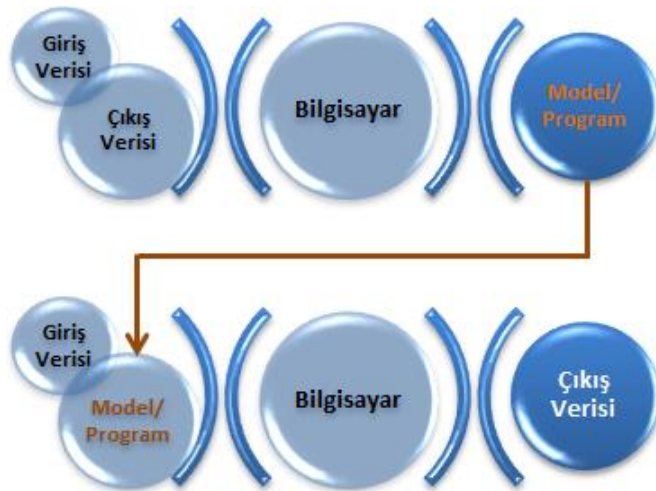 Giriş
Verisi
Çıkış
Verisi
Bilgisayar
Model/
Program
Giriş
Verisi
Model/
Program
Bilgisayar
Çıkış
Verisi